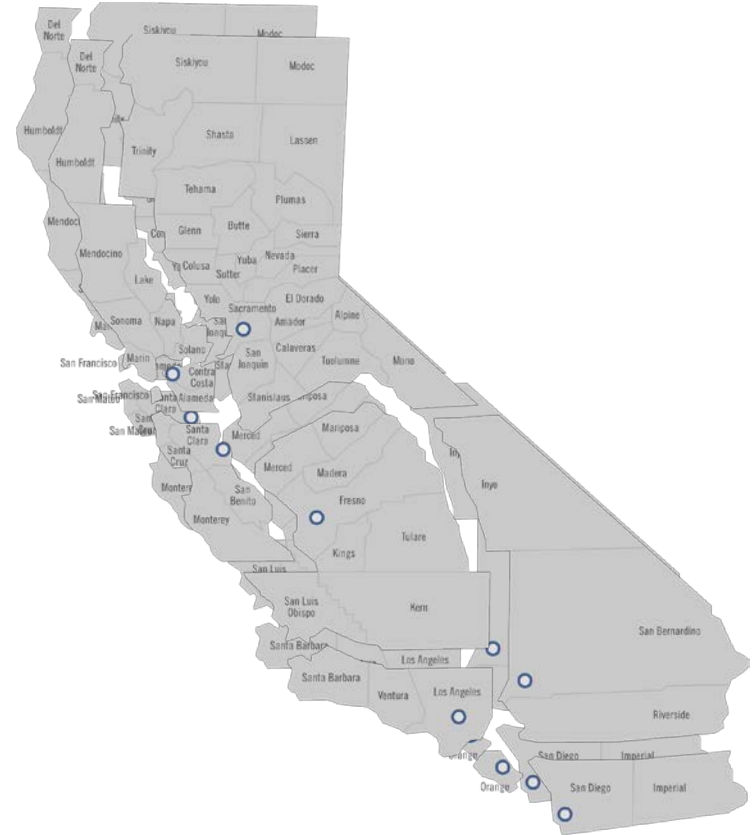 Del
Norte
Siskiyou
Modoc
Del
Norte
Siskiyou
Modoc
Humboldt
Shasta
Lassen
Trinity
Humboldt
Tehama
Plumas
Mendoci
Butte
Glenn
Sierra
Mendocino
Nevada
Yuba
Colusa
Placer
Sutter
Lake
Yolo
El Dorado
Sacramento
Alpine
Sonoma
Napa
Amador
Calaveras
Solano
San
Joaquin
Marin
San Francisco
Tuolumne
Mono
Contra
Costa
Alameda
Stanislaus
San Francisco
Clara
Mariposa
Santa
Clara
Merced
San Mateo
Santa
Cruz
Merced
Madera
Inyo
Monterey
San
Benito
Fresno
Monterey
Tulare
Kings
San Luis
San Luis
Obispo
Kern
San Bernardino
Santa Barbara
Los Angeles
Santa Barbara
Ventura
Los Angeles
Riverside
Orange
San Diego
Imperial
Orange
San Diego
Imperial